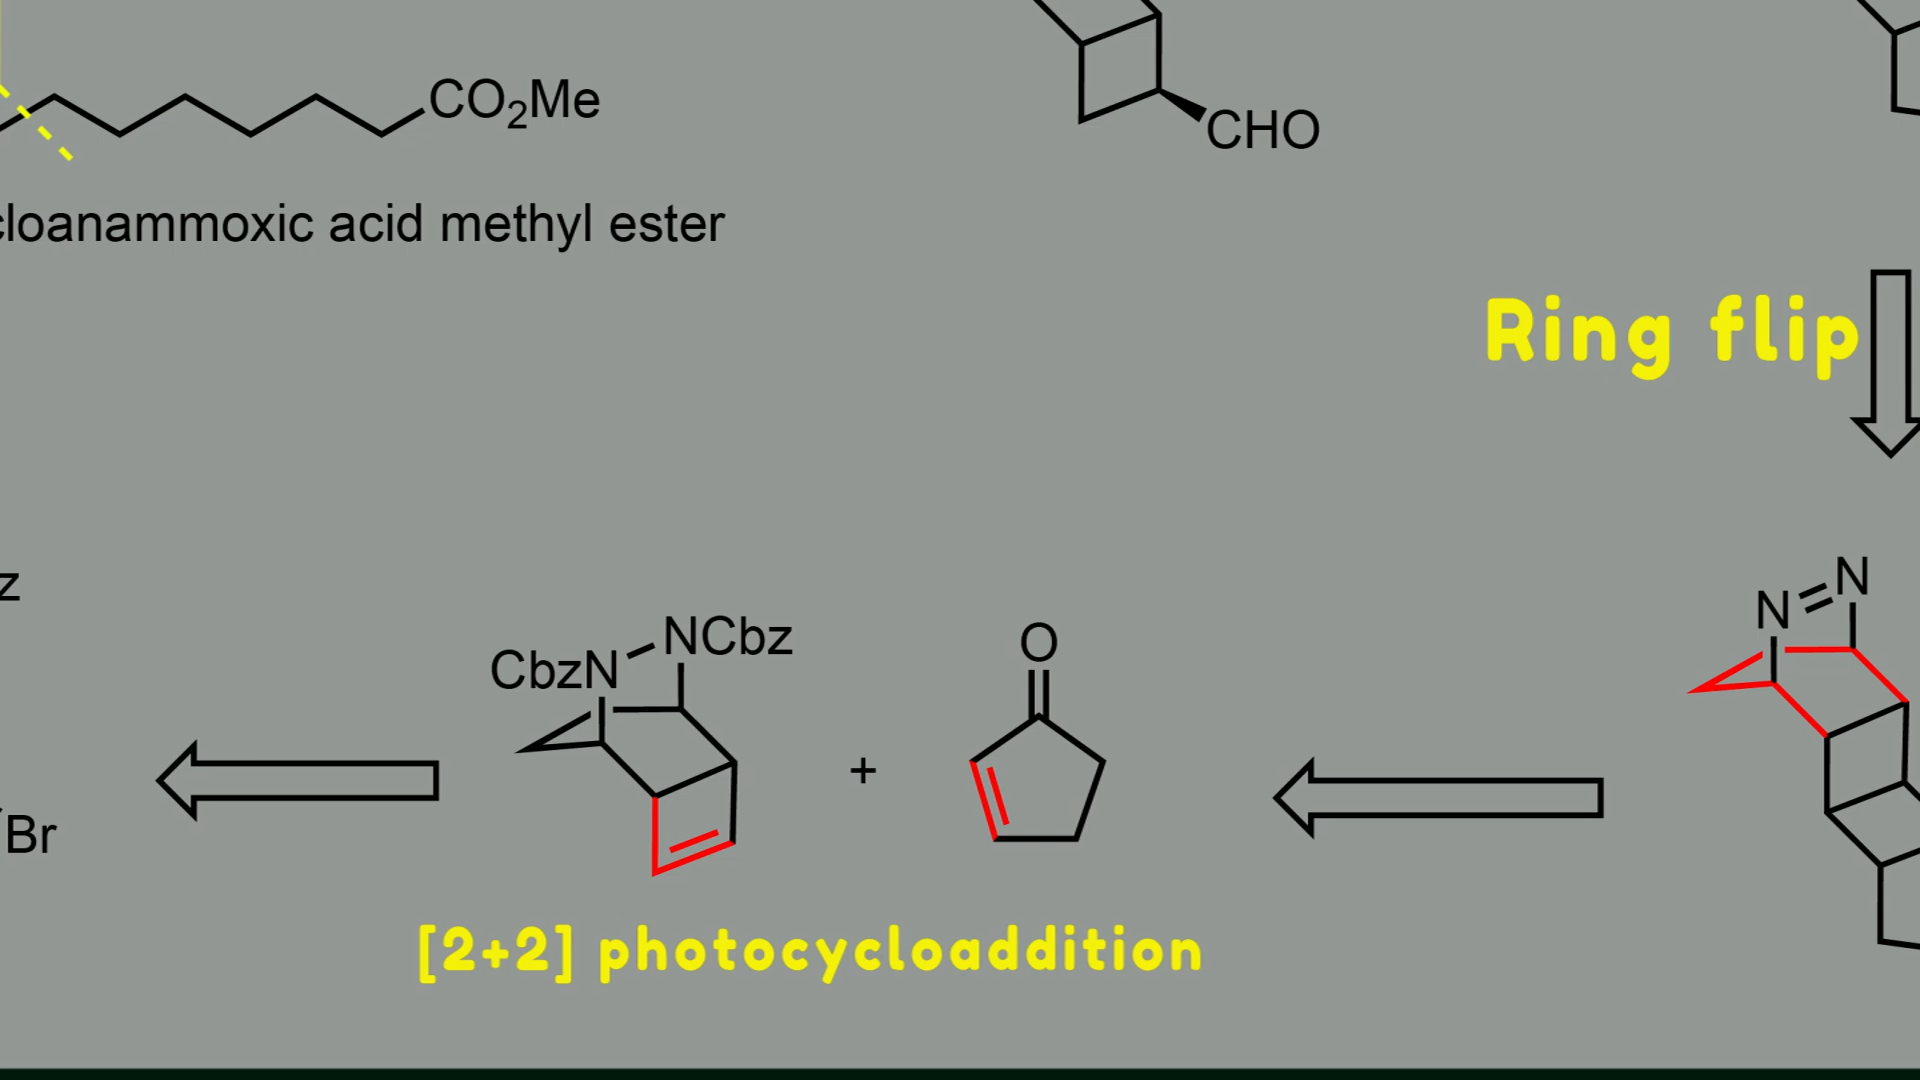 CO₂Me
CHO
cloanammoxic acid methyl ester
Ring flip
z
Br
CbzN
NCbz
+
O
N
N
[2+2] photocycloaddition